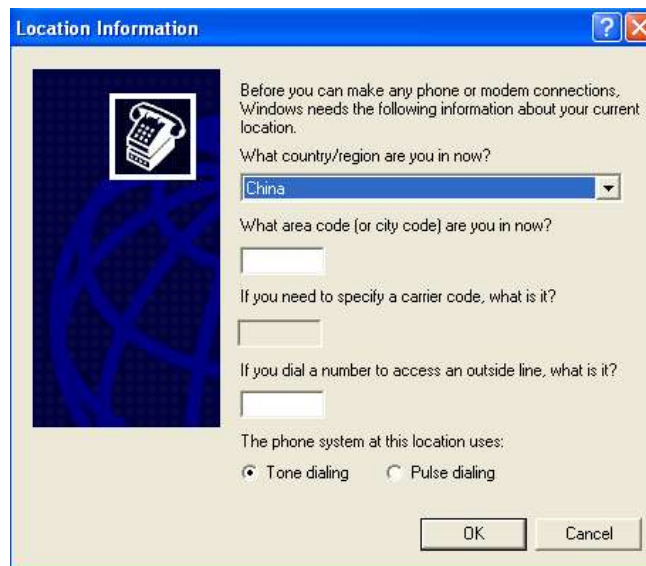 Location Information
Before you can make any phone or modem connections,
Windows needs the following information about your current
location.
What country/region are you in now?
China
What area code (or city code) are you in now?
If you need to specify a carrier code, what is it?
If you dial a number to access an outside line, what is it?
The phone system at this location uses:
Tone dialing Pulse dialing
OK Cancel